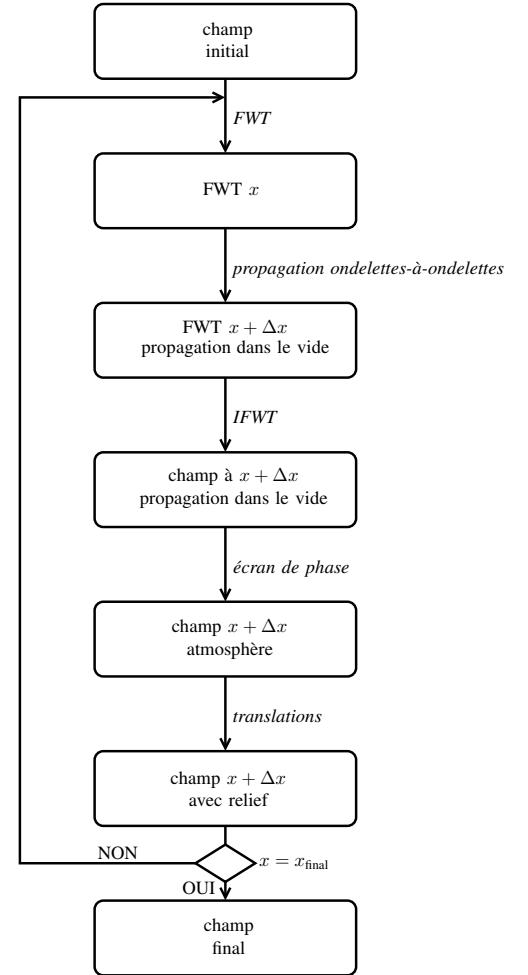 champ
initial
FWT
FWT x
propagation ondelettes-à-ondelettes
FWT x + Δx
propagation dans le vide
IFWT
champ à x + Δx
propagation dans le vide
écran de phase
champ x + Δx
atmosphère
translations
champ x + Δx
avec relief
NON
x = x_final
OUI
champ
final